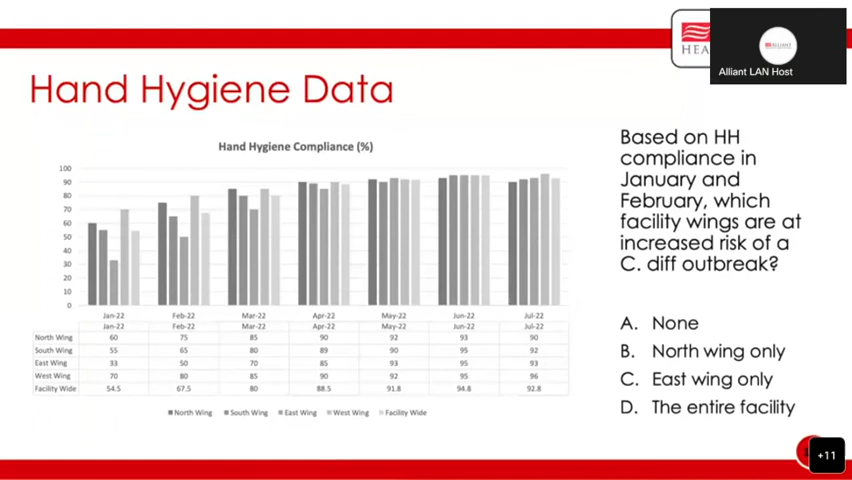 HEA
ALLIANT
Alliant LAN Host
Hand Hygiene Data
Hand Hygiene Compliance (%)
100
90
80
70
60
50
40
30
20
10
0
Jan-22 Feb-22 Mar-22 Apr-22 May-22 Jun-22 Jul-22
Jan-22 Feb-22 Mar-22 Apr-22 May-22 Jun-22 Jul-22
North Wing 60 75 85 90 92 93 90
South Wing 55 65 80 89 90 95 92
East Wing 33 50 70 85 93 95 93
West Wing 70 80 85 90 92 95 96
Facility Wide 54.5 67.5 80 88.5 91.8 94.8 92.8
North Wing South Wing East Wing West Wing Facility Wide
Based on HH
compliance in
January and
February, which
facility wings are at
increased risk of a
C. diff outbreak?
A. None
B. North wing only
C. East wing only
D. The entire facility
+11